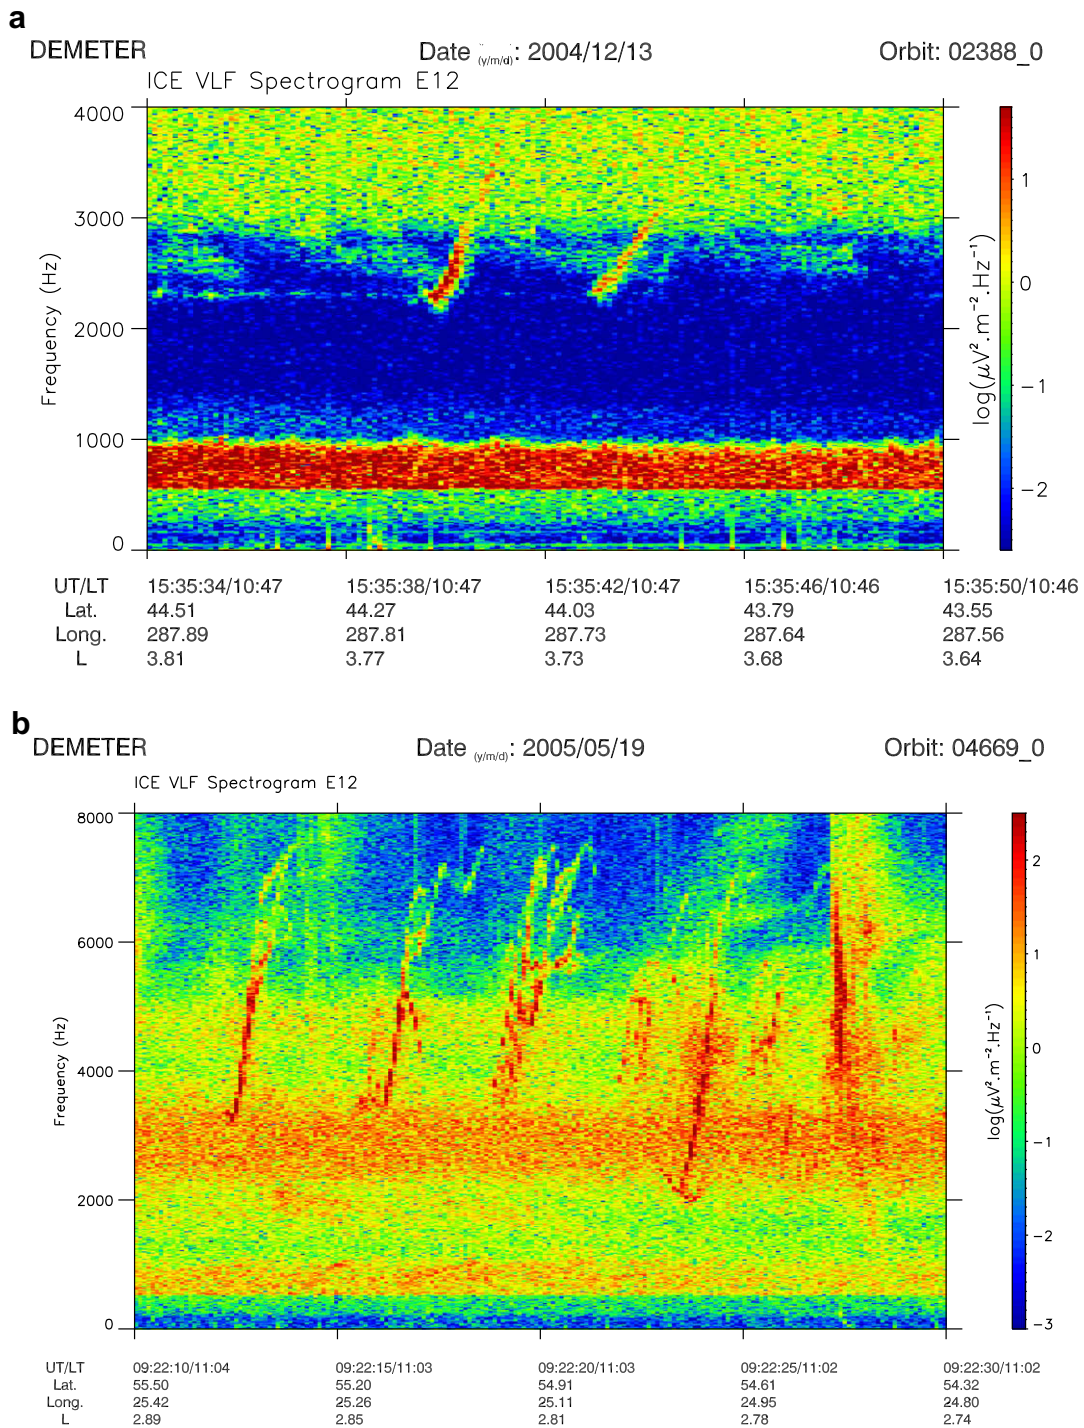 a
DEMETER Date (y/m/d): 2004/12/13 Orbit: 02388_0
ICE VLF Spectrogram E12
4000
3000
2000
1000
0
Frequency (Hz)
1
0
−1
−2
log(μV².m⁻².Hz⁻¹)
UT/LT 15:35:34/10:47 15:35:38/10:47 15:35:42/10:47 15:35:46/10:46 15:35:50/10:46
Lat. 44.51 44.27 44.03 43.79 43.55
Long. 287.89 287.81 287.73 287.64 287.56
L 3.81 3.77 3.73 3.68 3.64
b
DEMETER Date (y/m/d): 2005/05/19 Orbit: 04669_0
ICE VLF Spectrogram E12
8000
6000
4000
2000
0
Frequency (Hz)
2
1
0
−1
−2
−3
log(μV².m⁻².Hz⁻¹)
UT/LT 09:22:10/11:04 09:22:15/11:03 09:22:20/11:03 09:22:25/11:02 09:22:30/11:02
Lat. 55.50 55.20 54.91 54.61 54.32
Long. 25.42 25.26 25.11 24.95 24.80
L 2.89 2.85 2.81 2.78 2.74